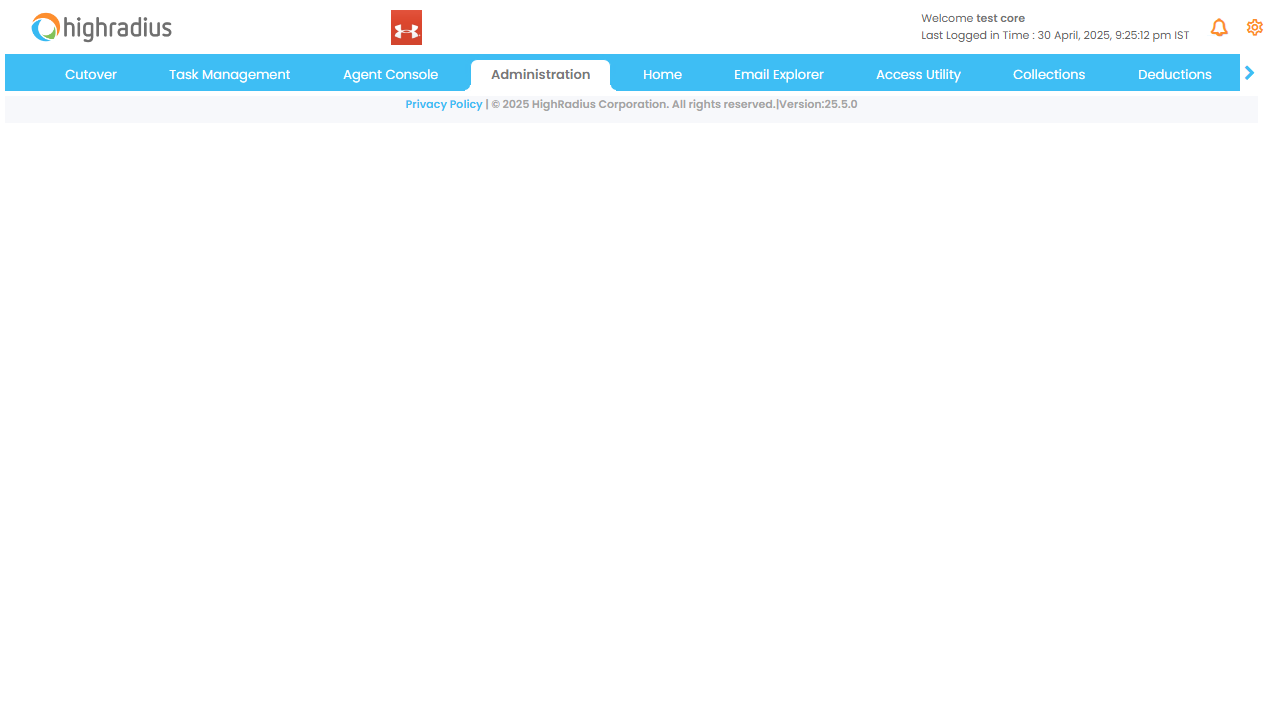 highradius
Welcome test core
Last Logged in Time : 30 April, 2025, 9:25:12 pm IST
Cutover Task Management Agent Console Administration Home Email Explorer Access Utility Collections Deductions
Privacy Policy | © 2025 HighRadius Corporation. All rights reserved.|Version:25.5.0